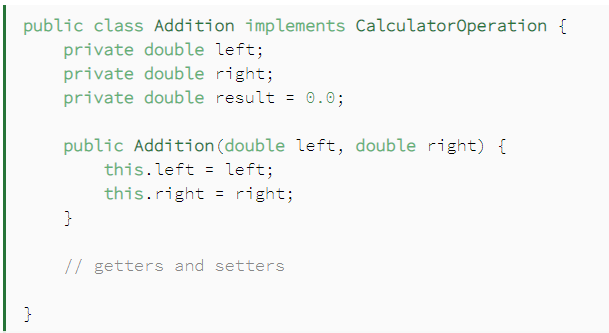 public class Addition implements CalculatorOperation {
    private double left;
    private double right;
    private double result = 0.0;

    public Addition(double left, double right) {
        this.left = left;
        this.right = right;
    }

    // getters and setters

}